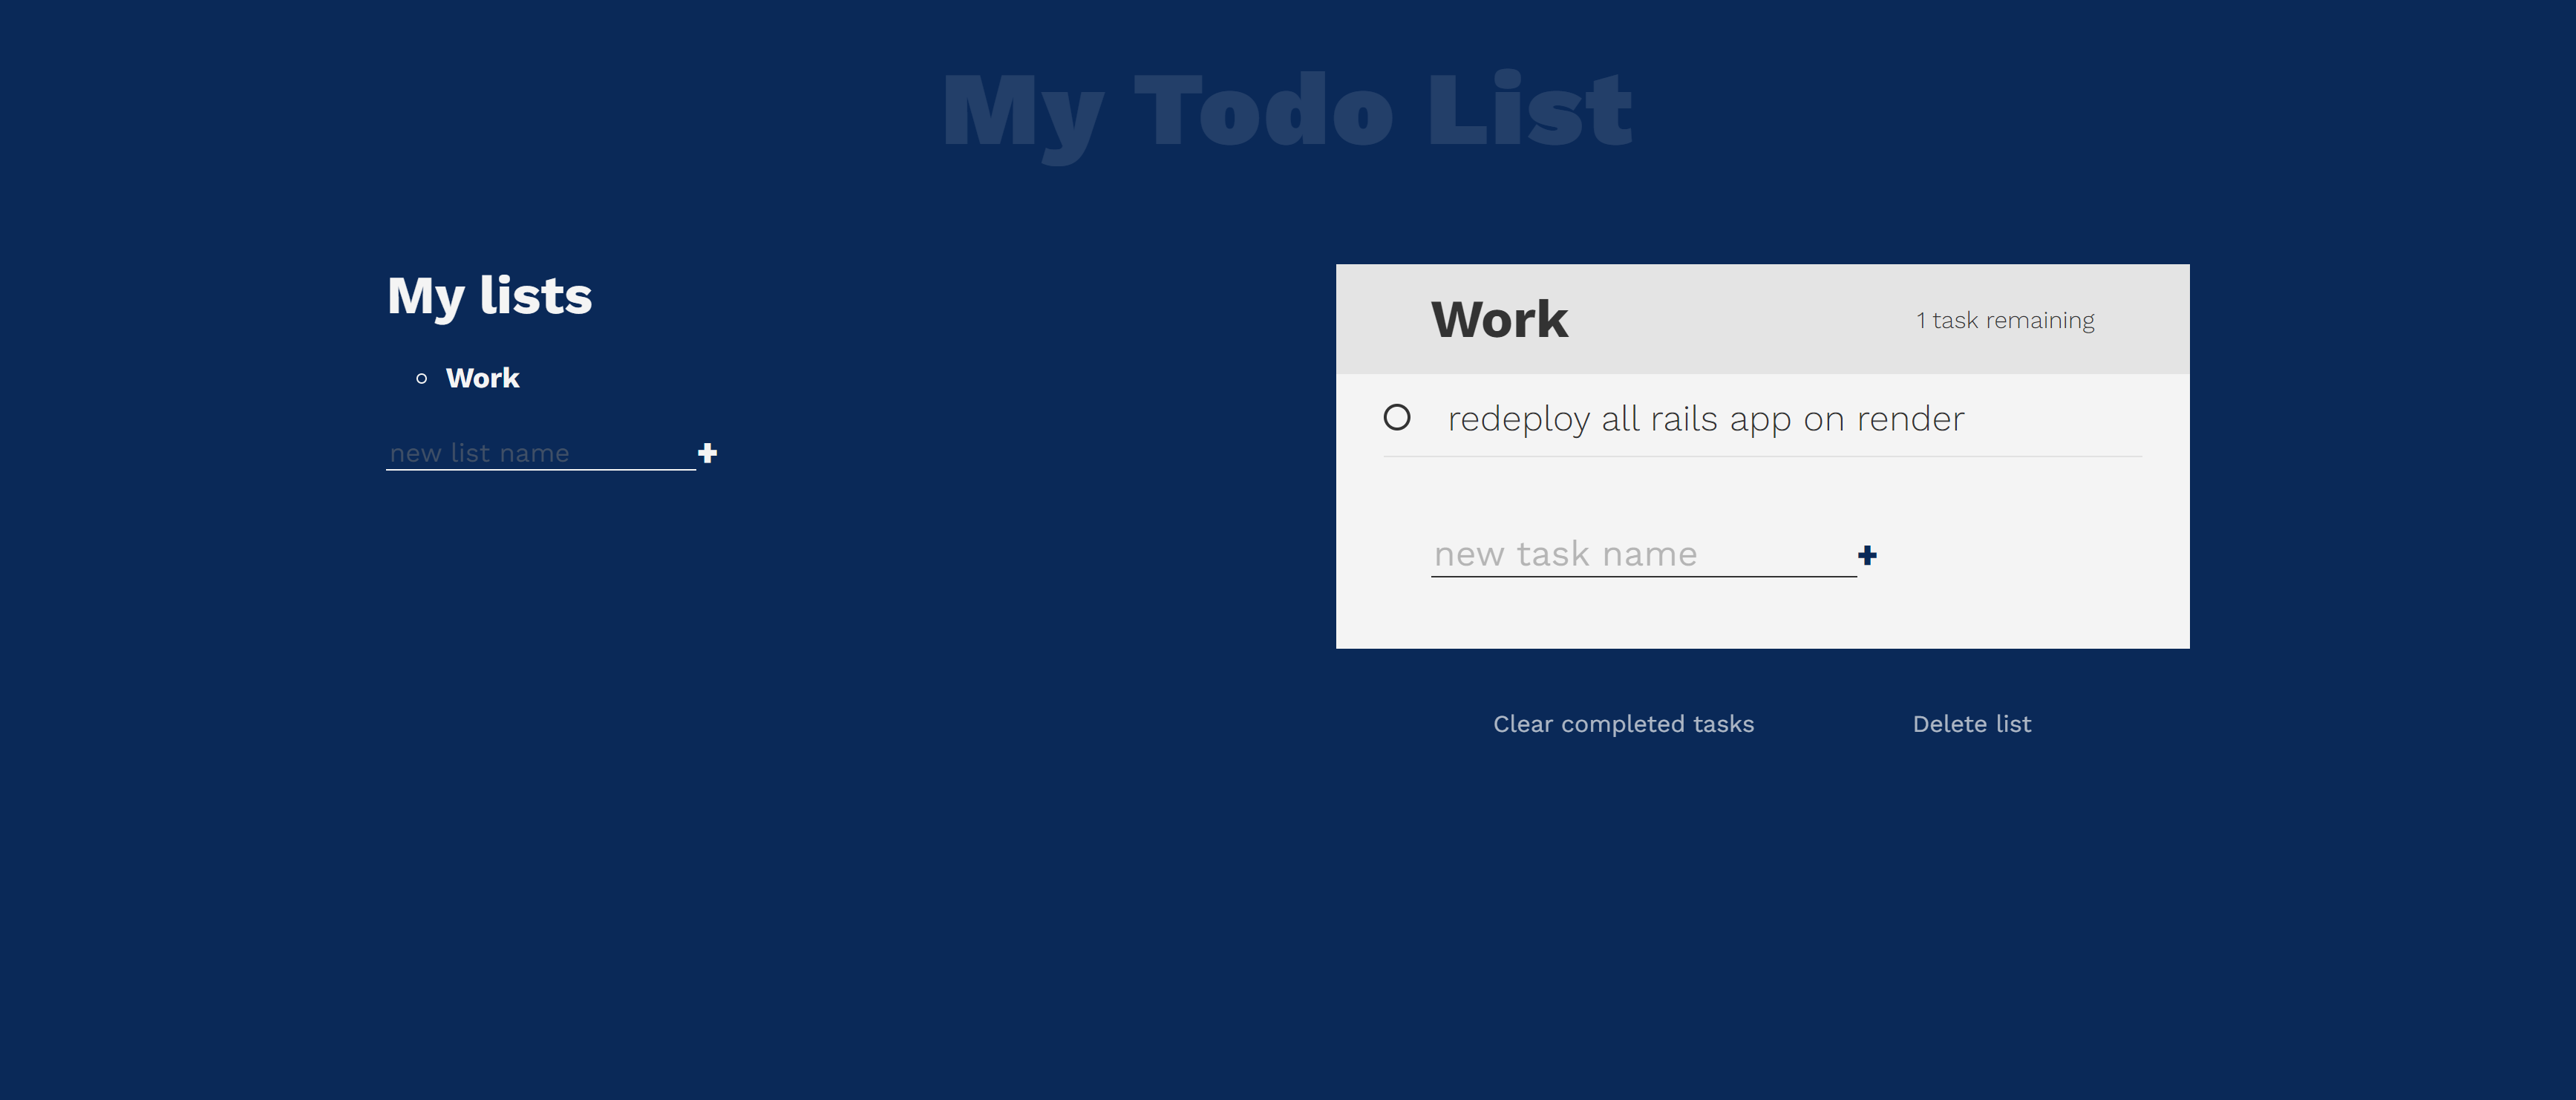 My Todo List
My lists
Work
new list name +
Work
1 task remaining
redeploy all rails app on render
new task name +
Clear completed tasks
Delete list